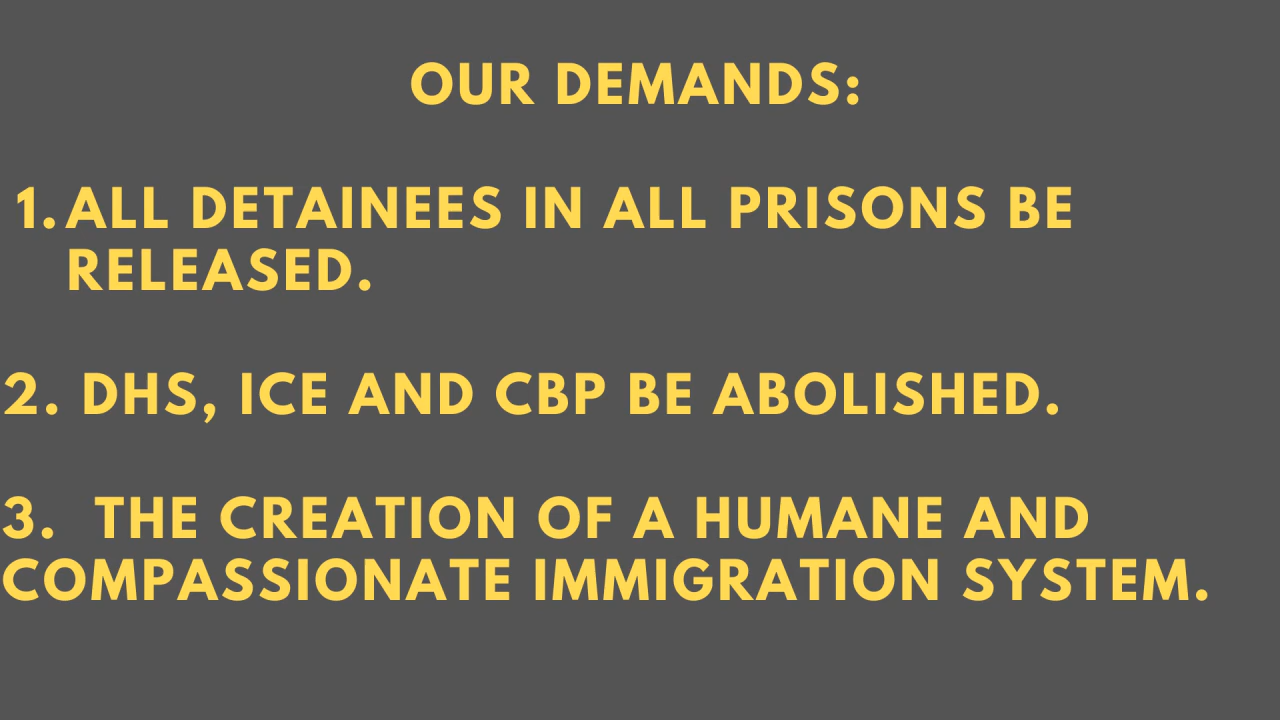 OUR DEMANDS:
1. ALL DETAINEES IN ALL PRISONS BE
RELEASED.
2. DHS, ICE AND CBP BE ABOLISHED.
3. THE CREATION OF A HUMANE AND
COMPASSIONATE IMMIGRATION SYSTEM.